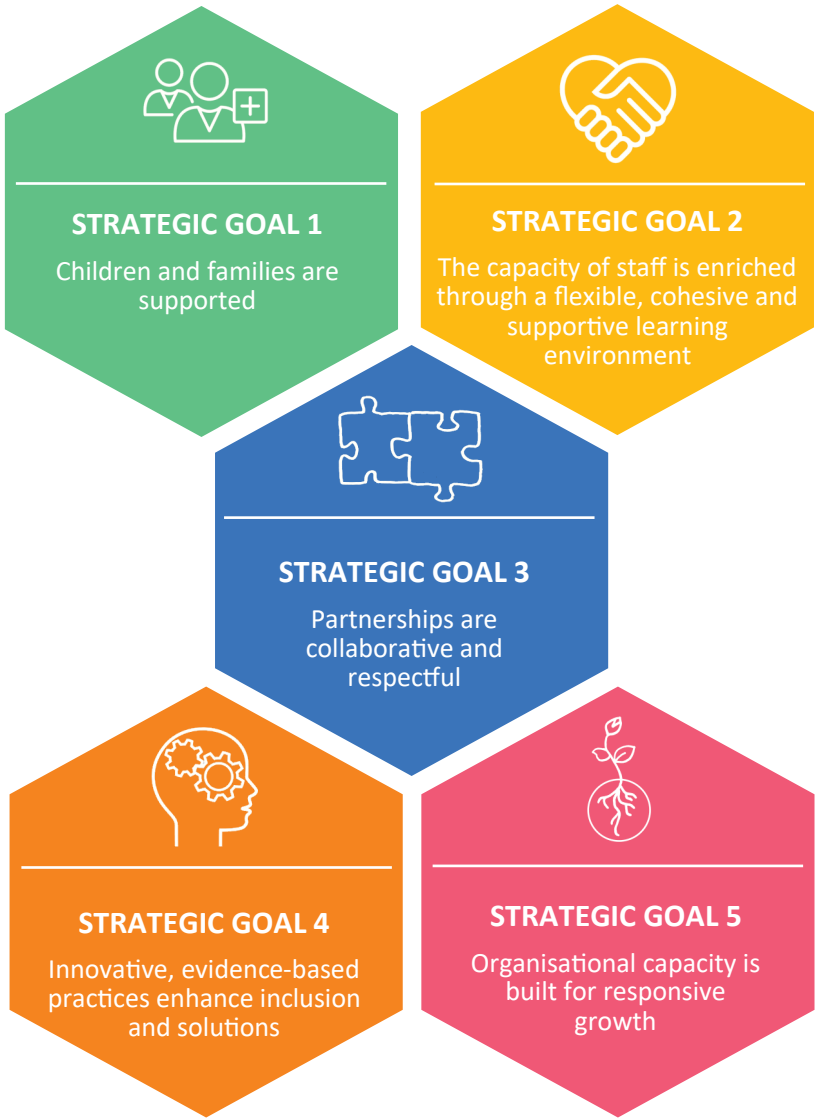 STRATEGIC GOAL 1
Children and families are
supported
STRATEGIC GOAL 2
The capacity of staff is enriched
through a flexible, cohesive and
supportive learning
environment
STRATEGIC GOAL 3
Partnerships are
collaborative and
respectful
STRATEGIC GOAL 4
Innovative, evidence-based
practices enhance inclusion
and solutions
STRATEGIC GOAL 5
Organisational capacity is
built for responsive
growth